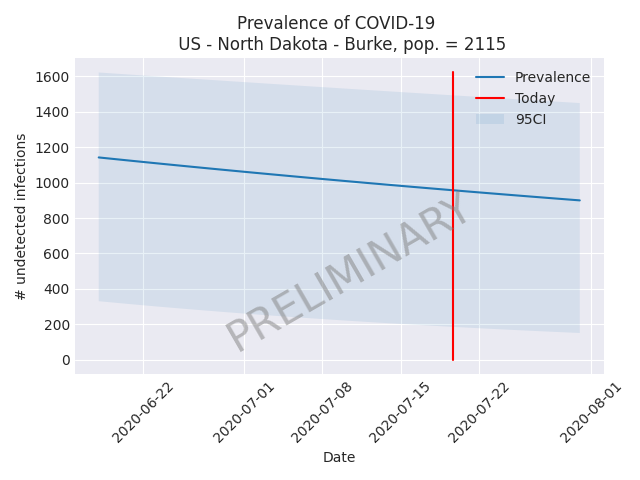 Prevalence of COVID-19
US - North Dakota - Burke, pop. = 2115
Prevalence
Today
95CI
# undetected infections
1600
1400
1200
1000
800
600
400
200
0
PRELIMINARY
2020-06-22
2020-07-01
2020-07-08
2020-07-15
2020-07-22
2020-08-01
Date